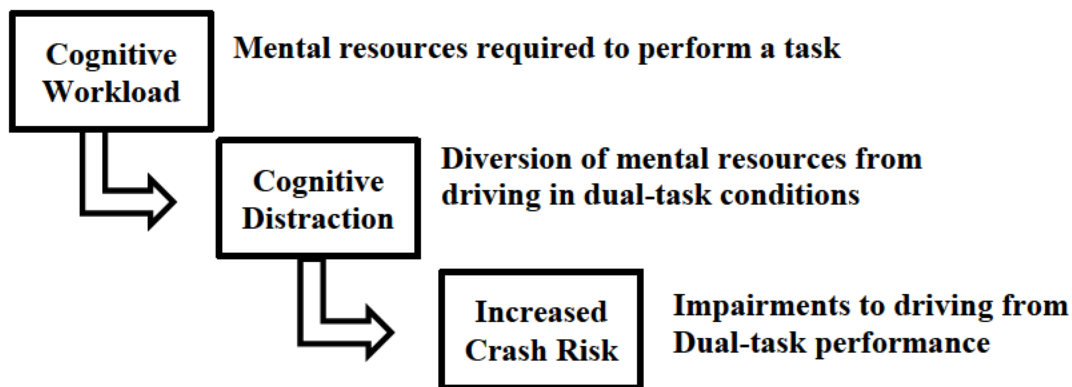 Cognitive
Workload
Mental resources required to perform a task
Cognitive
Distraction
Diversion of mental resources from
driving in dual-task conditions
Increased
Crash Risk
Impairments to driving from
Dual-task performance